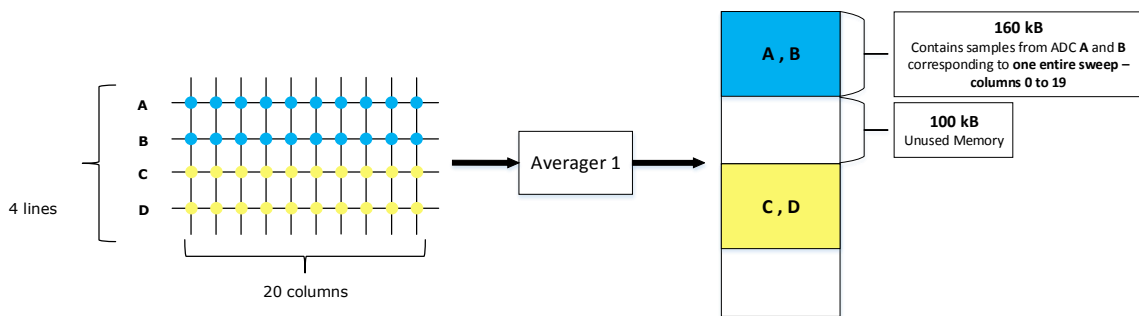 4 lines
A
B
C
D
20 columns
Averager 1
A , B
C , D
160 kB
Contains samples from ADC A and B
corresponding to one entire sweep –
columns 0 to 19
100 kB
Unused Memory